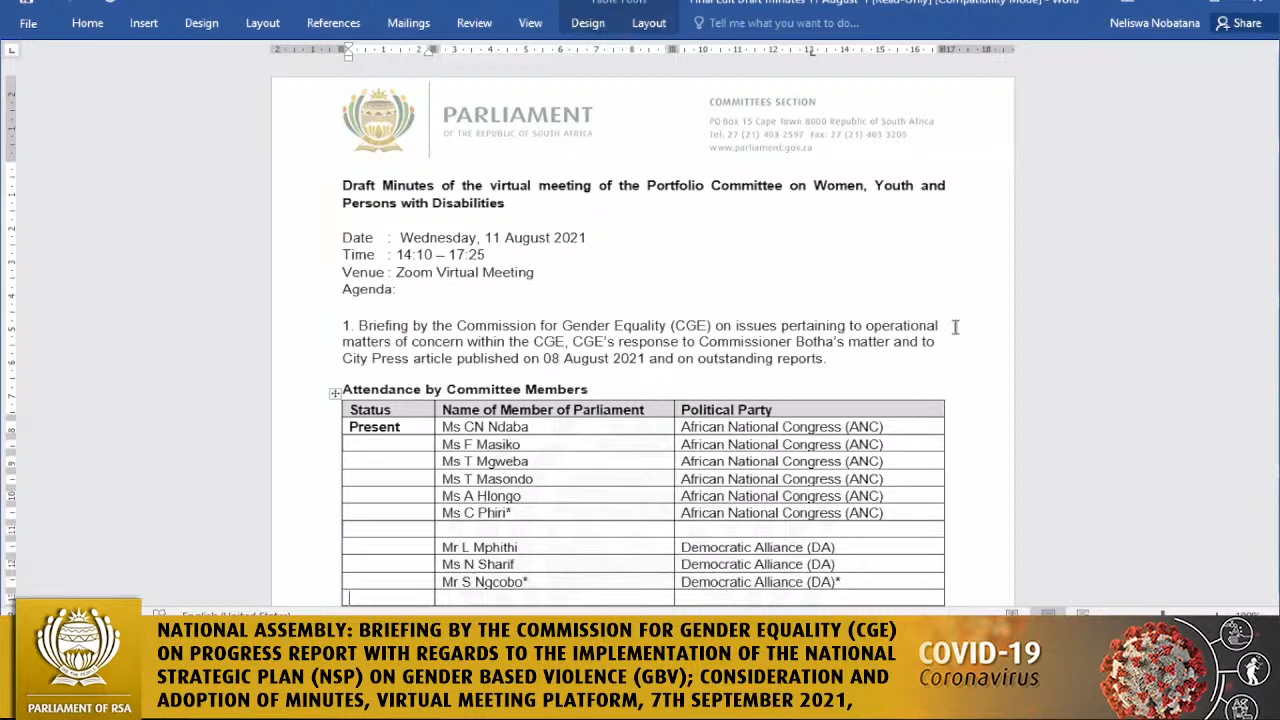 File Home Insert Design Layout References Mailings Review View Design Layout Tell me what you want to do... Neliswa Nobatana Share
PARLIAMENT
OF THE REPUBLIC OF SOUTH AFRICA
COMMITTEES SECTION
PO Box 15 Cape Town 8000 Republic of South Africa
Tel: 27 (21) 403 2597 Fax: 27 (21) 403 3205
www.parliament.gov.za
Draft Minutes of the virtual meeting of the Portfolio Committee on Women, Youth and
Persons with Disabilities
Date : Wednesday, 11 August 2021
Time : 14:10 – 17:25
Venue : Zoom Virtual Meeting
Agenda:
1. Briefing by the Commission for Gender Equality (CGE) on issues pertaining to operational
matters of concern within the CGE, CGE's response to Commissioner Botha's matter and to
City Press article published on 08 August 2021 and on outstanding reports.
Attendance by Committee Members
Status Name of Member of Parliament Political Party
Present Ms CN Ndaba African National Congress (ANC)
Ms F Masiko African National Congress (ANC)
Ms T Mgweba African National Congress (ANC)
Ms T Masondo African National Congress (ANC)
Ms A Hlongo African National Congress (ANC)
Ms C Phiri* African National Congress (ANC)
Mr L Mphithi Democratic Alliance (DA)
Ms N Sharif Democratic Alliance (DA)
Mr S Ngcobo* Democratic Alliance (DA)*
NATIONAL ASSEMBLY: BRIEFING BY THE COMMISSION FOR GENDER EQUALITY (CGE)
ON PROGRESS REPORT WITH REGARDS TO THE IMPLEMENTATION OF THE NATIONAL
STRATEGIC PLAN (NSP) ON GENDER BASED VIOLENCE (GBV); CONSIDERATION AND
ADOPTION OF MINUTES, VIRTUAL MEETING PLATFORM, 7TH SEPTEMBER 2021,
PARLIAMENT OF RSA
COVID-19
Coronavirus